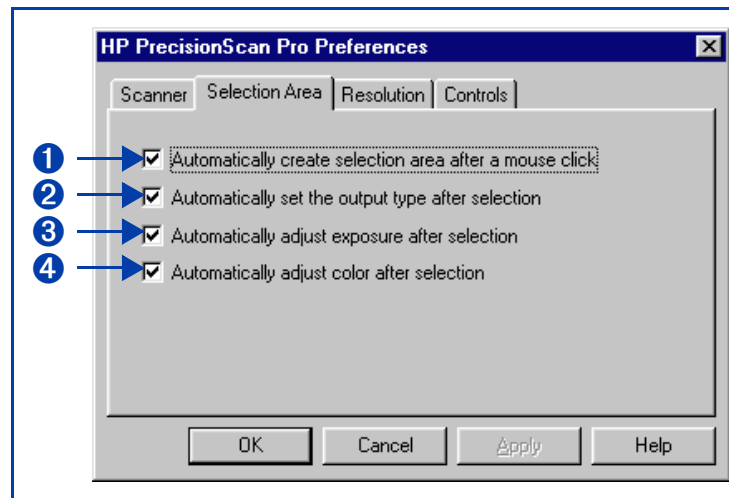 HP PrecisionScan Pro Preferences
Scanner Selection Area Resolution Controls
1 Automatically create selection area after a mouse click
2 Automatically set the output type after selection
3 Automatically adjust exposure after selection
4 Automatically adjust color after selection
OK Cancel Apply Help